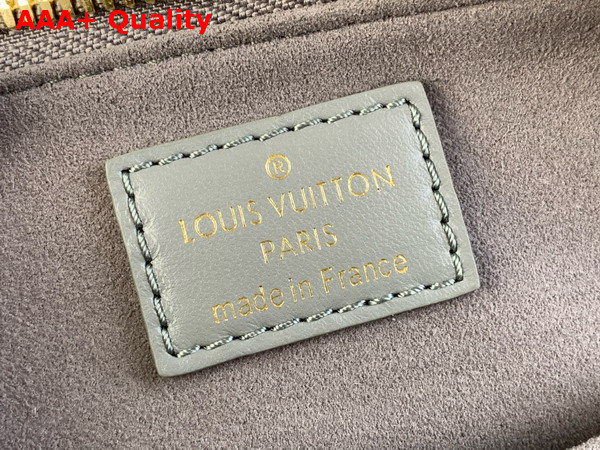 AAA+ Quality
®
LOUIS VUITTON
PARIS
made in France